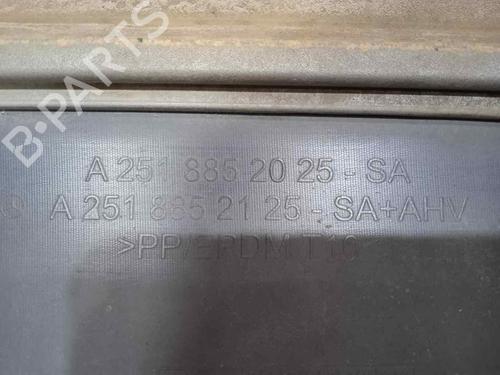 B-PARTS
A 251 885 20 25 - SA
A 251 885 21 25 - SA+AHV
>PP/EPDM T10